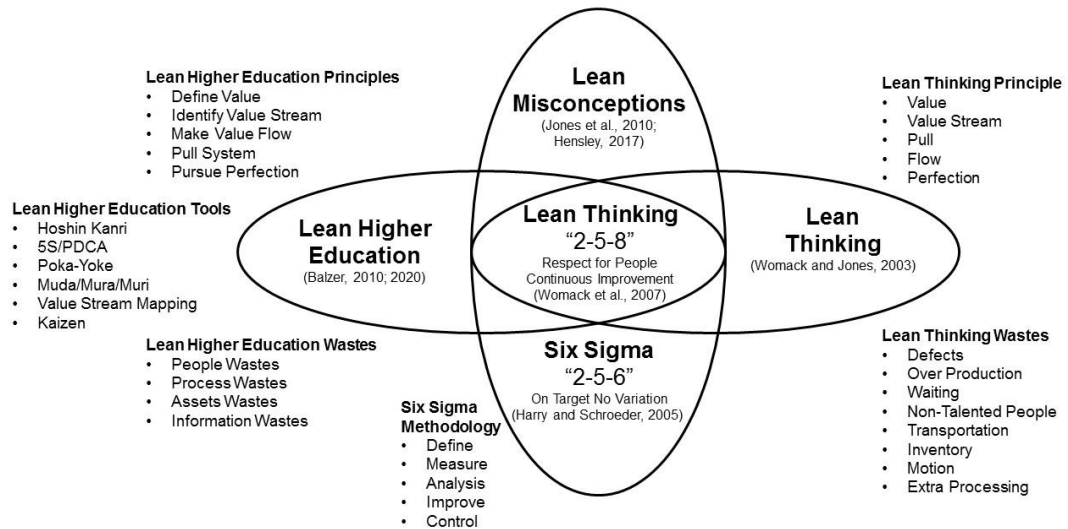 Lean Higher Education Principles
• Define Value
• Identify Value Stream
• Make Value Flow
• Pull System
• Pursue Perfection
Lean
Misconceptions
(Jones et al., 2010;
Hensley, 2017)
Lean Thinking Principle
• Value
• Value Stream
• Pull
• Flow
• Perfection
Lean Higher Education Tools
• Hoshin Kanri
• 5S/PDCA
• Poka-Yoke
• Muda/Mura/Muri
• Value Stream Mapping
• Kaizen
Lean Higher
Education
(Balzer, 2010; 2020)
Lean Thinking
“2-5-8”
Respect for People
Continuous Improvement
(Womack et al., 2007)
Lean
Thinking
(Womack and Jones, 2003)
Lean Higher Education Wastes
• People Wastes
• Process Wastes
• Assets Wastes
• Information Wastes
Six Sigma
“2-5-6”
On Target No Variation
(Harry and Schroeder, 2005)
Six Sigma
Methodology
• Define
• Measure
• Analysis
• Improve
• Control
Lean Thinking Wastes
• Defects
• Over Production
• Waiting
• Non-Talented People
• Transportation
• Inventory
• Motion
• Extra Processing